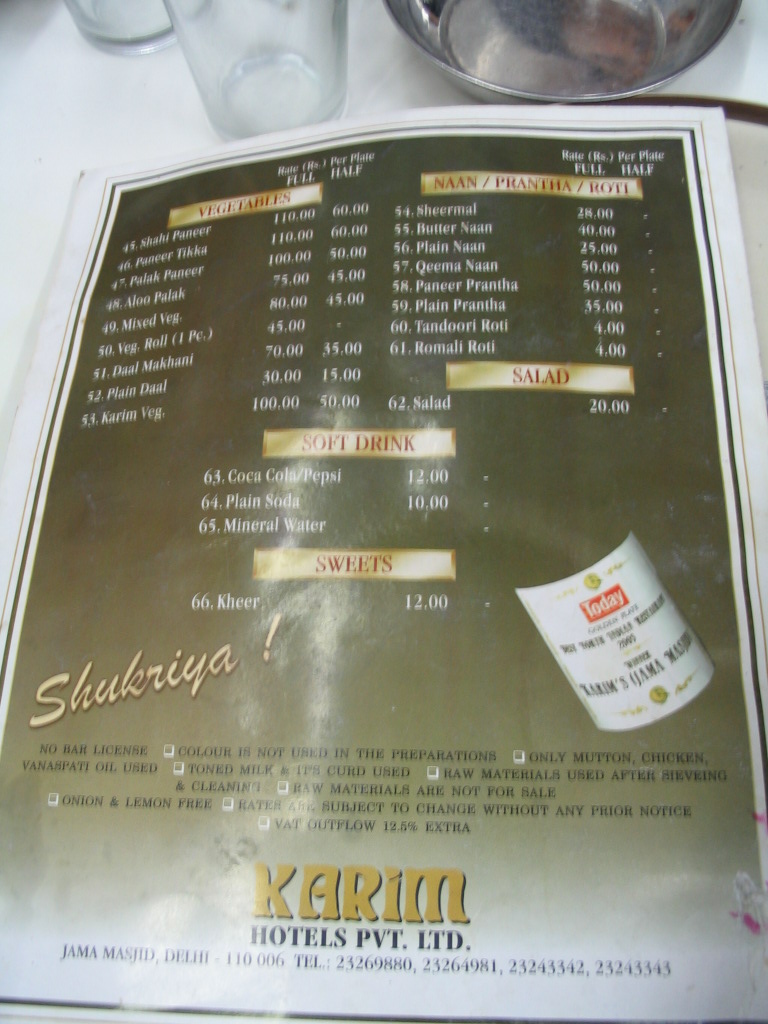 Rate (Rs.) Per Plate
FULL HALF
VEGETABLES
45. Shahi Paneer 110.00 60.00
46. Paneer Tikka 110.00 60.00
47. Palak Paneer 100.00 50.00
48. Aloo Palak 75.00 45.00
49. Mixed Veg. 80.00 45.00
50. Veg. Roll (1 Pc.) 45.00 -
51. Daal Makhani 70.00 35.00
52. Plain Daal 30.00 15.00
53. Karim Veg. 100.00 50.00
Rate (Rs.) Per Plate
FULL HALF
NAAN / PRANTHA / ROTI
54. Sheermal 28.00 -
55. Butter Naan 40.00 -
56. Plain Naan 25.00 -
57. Qeema Naan 50.00 -
58. Paneer Prantha 50.00 -
59. Plain Prantha 35.00 -
60. Tandoori Roti 4.00 -
61. Romali Roti 4.00 -
SALAD
62. Salad 20.00 -
SOFT DRINK
63. Coca Cola/Pepsi 12.00 -
64. Plain Soda 10.00 -
65. Mineral Water -
SWEETS
66. Kheer 12.00 -
Today
2005
KARIM'S (JAMA MASJID)
Shukriya !
NO BAR LICENSE ❑ COLOUR IS NOT USED IN THE PREPARATIONS ❑ ONLY MUTTON, CHICKEN,
VANASPATI OIL USED ❑ TONED MILK & ITS CURD USED ❑ RAW MATERIALS USED AFTER SIEVEING
& CLEANING ❑ RAW MATERIALS ARE NOT FOR SALE
❑ ONION & LEMON FREE ❑ RATES ARE SUBJECT TO CHANGE WITHOUT ANY PRIOR NOTICE
❑ VAT OUTFLOW 12.5% EXTRA
KARIM
HOTELS PVT. LTD.
JAMA MASJID, DELHI - 110 006 TEL.: 23269880, 23264981, 23243342, 23243343